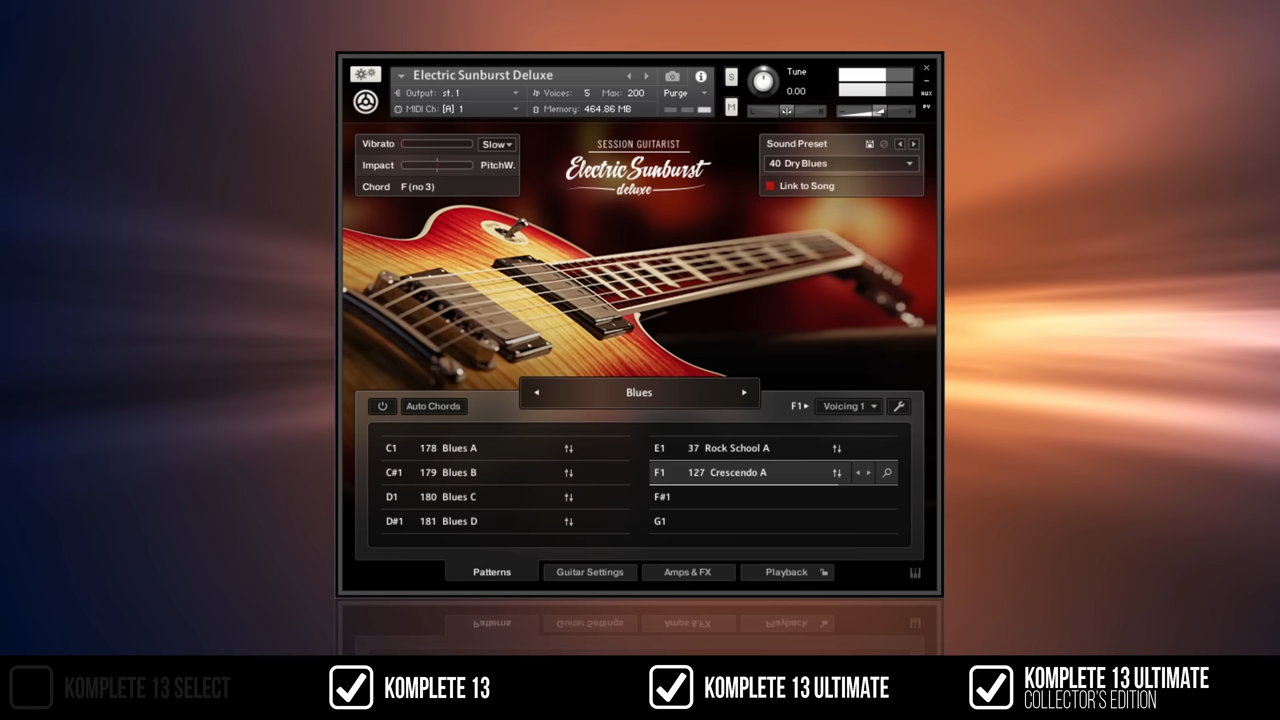 Electric Sunburst Deluxe
Output: st. 1 Voices: 5 Max: 200 Purge
MIDI Ch: [A] 1 Memory: 464.86 MB
S
M
Tune
0.00
L R
AUX
PV
Vibrato Slow
Impact PitchW.
Chord F (no 3)
SESSION GUITARIST
Electric Sunburst
deluxe
Sound Preset
40 Dry Blues
Link to Song
Blues
Auto Chords
F1 Voicing 1
C1 178 Blues A
C#1 179 Blues B
D1 180 Blues C
D#1 181 Blues D
E1 37 Rock School A
F1 127 Crescendo A
F#1
G1
Patterns Guitar Settings Amps & FX Playback
KOMPLETE 13 SELECT
KOMPLETE 13
KOMPLETE 13 ULTIMATE
KOMPLETE 13 ULTIMATE
COLLECTOR'S EDITION